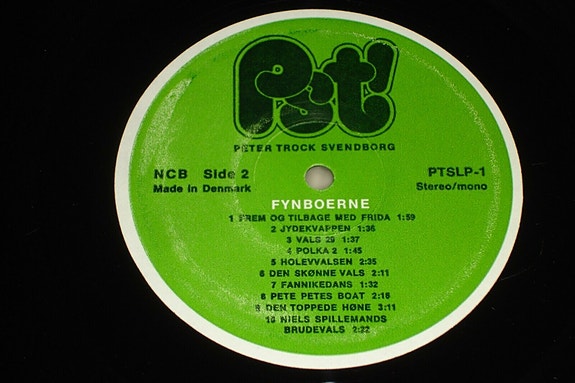 Pst!
PETER TROCK SVENDBORG
NCB Side 2
Made in Denmark
PTSLP-1
Stereo/mono
FYNBOERNE
1 FREM OG TILBAGE MED FRIDA 1:59
2 JYDEKVAPPEN 1:36
3 VALS 29 1:37
4 POLKA 2 1:45
5 HOLEVVALSEN 2:35
6 DEN SKØNNE VALS 2:11
7 FANNIKEDANS 1:32
8 PETE PETES BOAT 2:16
9 DEN TOPPEDE HØNE 3:11
10 NIELS SPILLEMANDS
BRUDEVALS 2:22